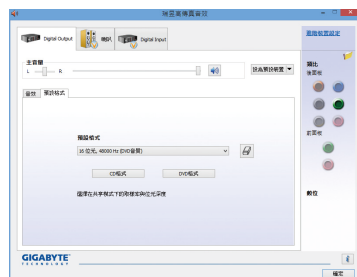 瑞昱高傳真音效
Digital Output
喇叭
Digital Input
進階裝置設定
主音量
L
R
設為預設裝置
類比
後面板
音效
預設格式
預設格式
16 位元, 48000 Hz (DVD音質)
CD格式
DVD格式
選擇在共享模式下的取樣率與位元深度
前面板
數位
GIGABYTE™
TECHNOLOGY
確定